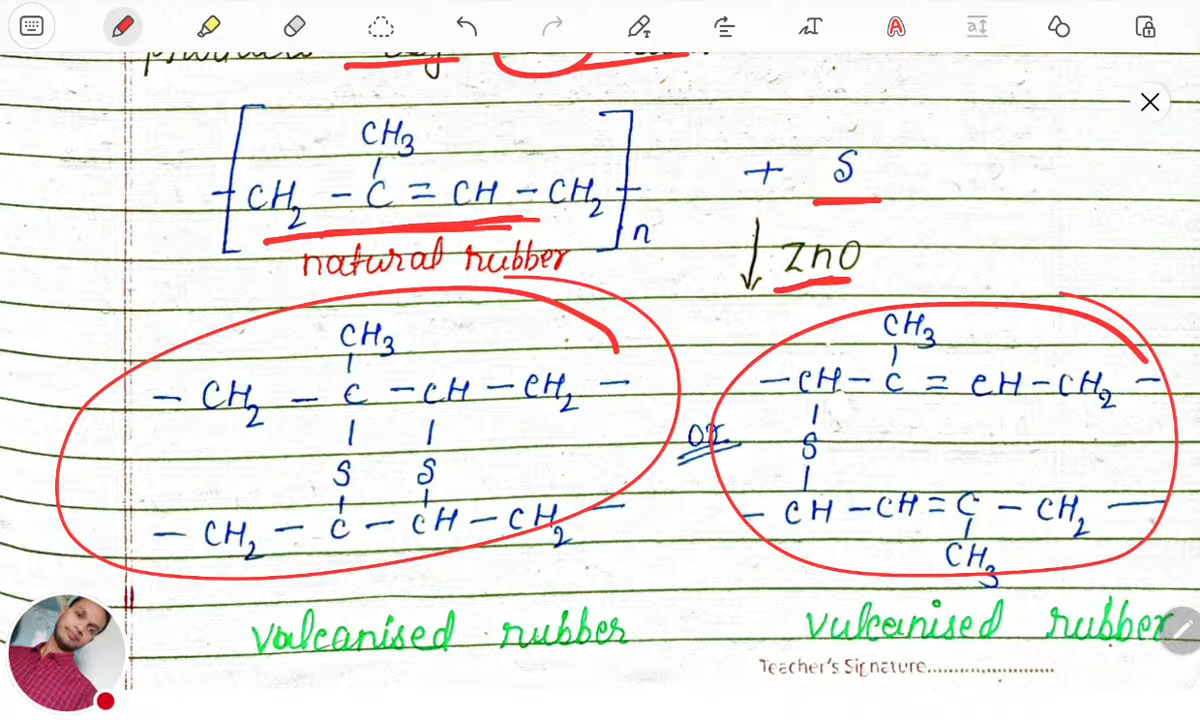 CH3
CH2 – C = CH – CH2 n + S
natural rubber
ZnO
CH3
– CH2 – C – CH – CH2 –
S S
– CH2 – C – CH – CH2 –
or
CH3
– CH – C = CH – CH2 –
S
– CH – CH = C – CH2 –
CH3
valcanised rubber
vulcanised rubber
Teacher's Signature